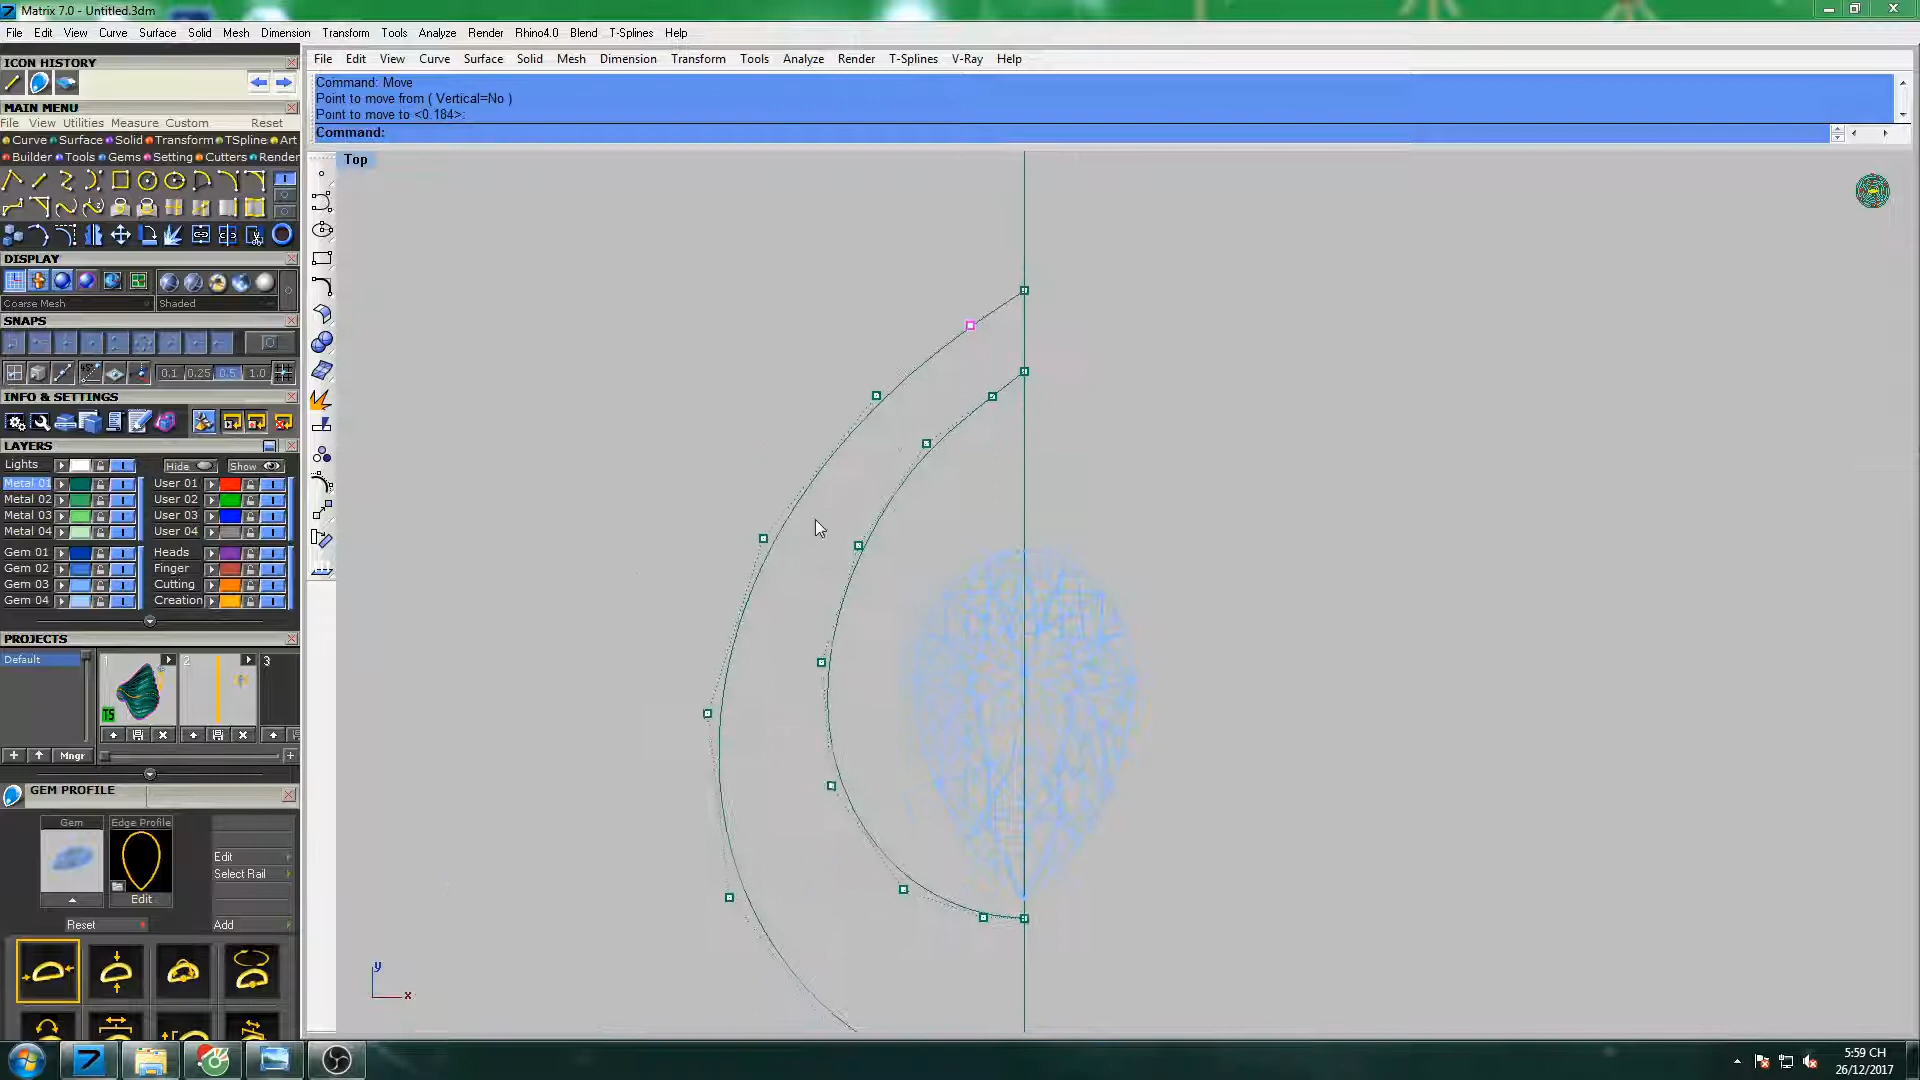 Matrix 7.0 - Untitled.3dm
File Edit View Curve Surface Solid Mesh Dimension Transform Tools Analyze Render Rhino4.0 Blend T-Splines Help
ICON HISTORY
MAIN MENU
File View Utilities Measure Custom Reset
Curve Surface Solid Transform TSpline Art
Builder Tools Gems Setting Cutters Render
DISPLAY
Coarse Mesh Shaded
SNAPS
0.1 0.25 0.5 1.0
INFO & SETTINGS
LAYERS
Lights Hide Show
Metal 01 User 01
Metal 02 User 02
Metal 03 User 03
Metal 04 User 04
Gem 01 Heads
Gem 02 Finger
Gem 03 Cutting
Gem 04 Creation
PROJECTS
Default 1 2 3
TS
Mngr
GEM PROFILE
Gem Edge Profile
Edit
Select Rail
Edit
Reset Add
File Edit View Curve Surface Solid Mesh Dimension Transform Tools Analyze Render T-Splines V-Ray Help
Command: Move
Point to move from ( Vertical=No )
Point to move to <0.184>:
Command:
Top
y
x
5:59 CH
26/12/2017